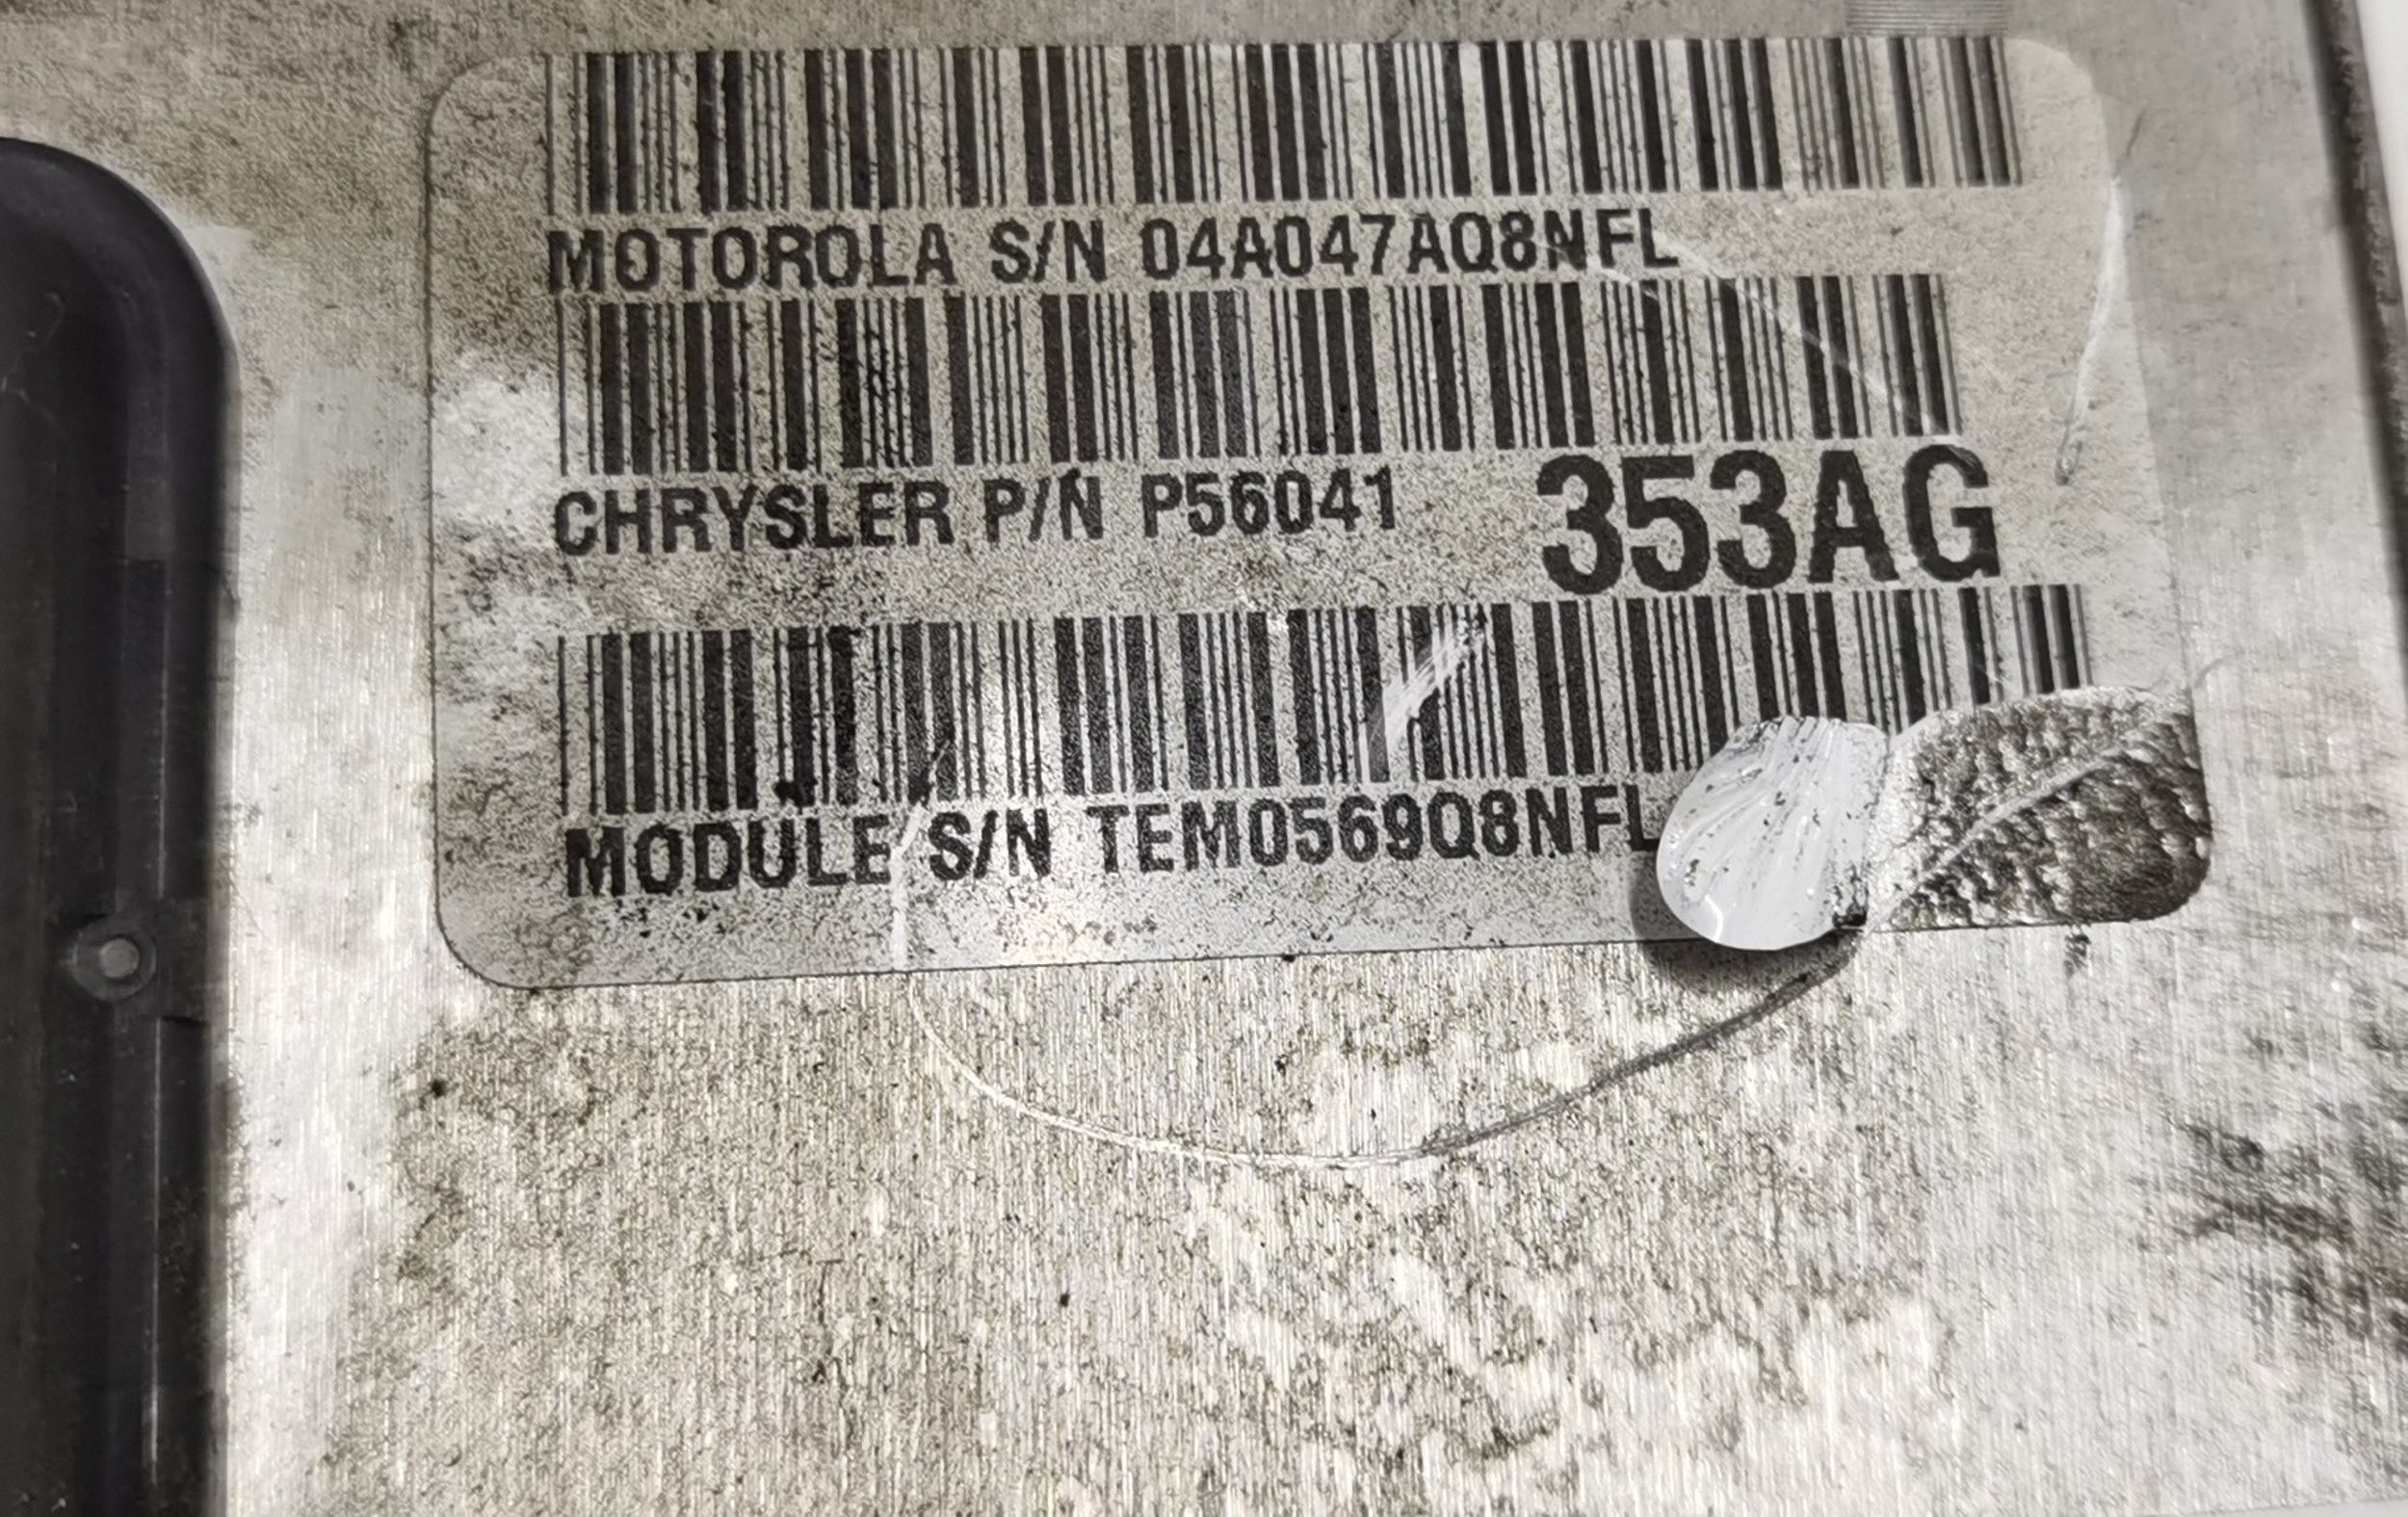 MOTOROLA S/N 04A047AQ8NFL
CHRYSLER P/N P56041 353AG
MODULE S/N TEM0569Q8NFL